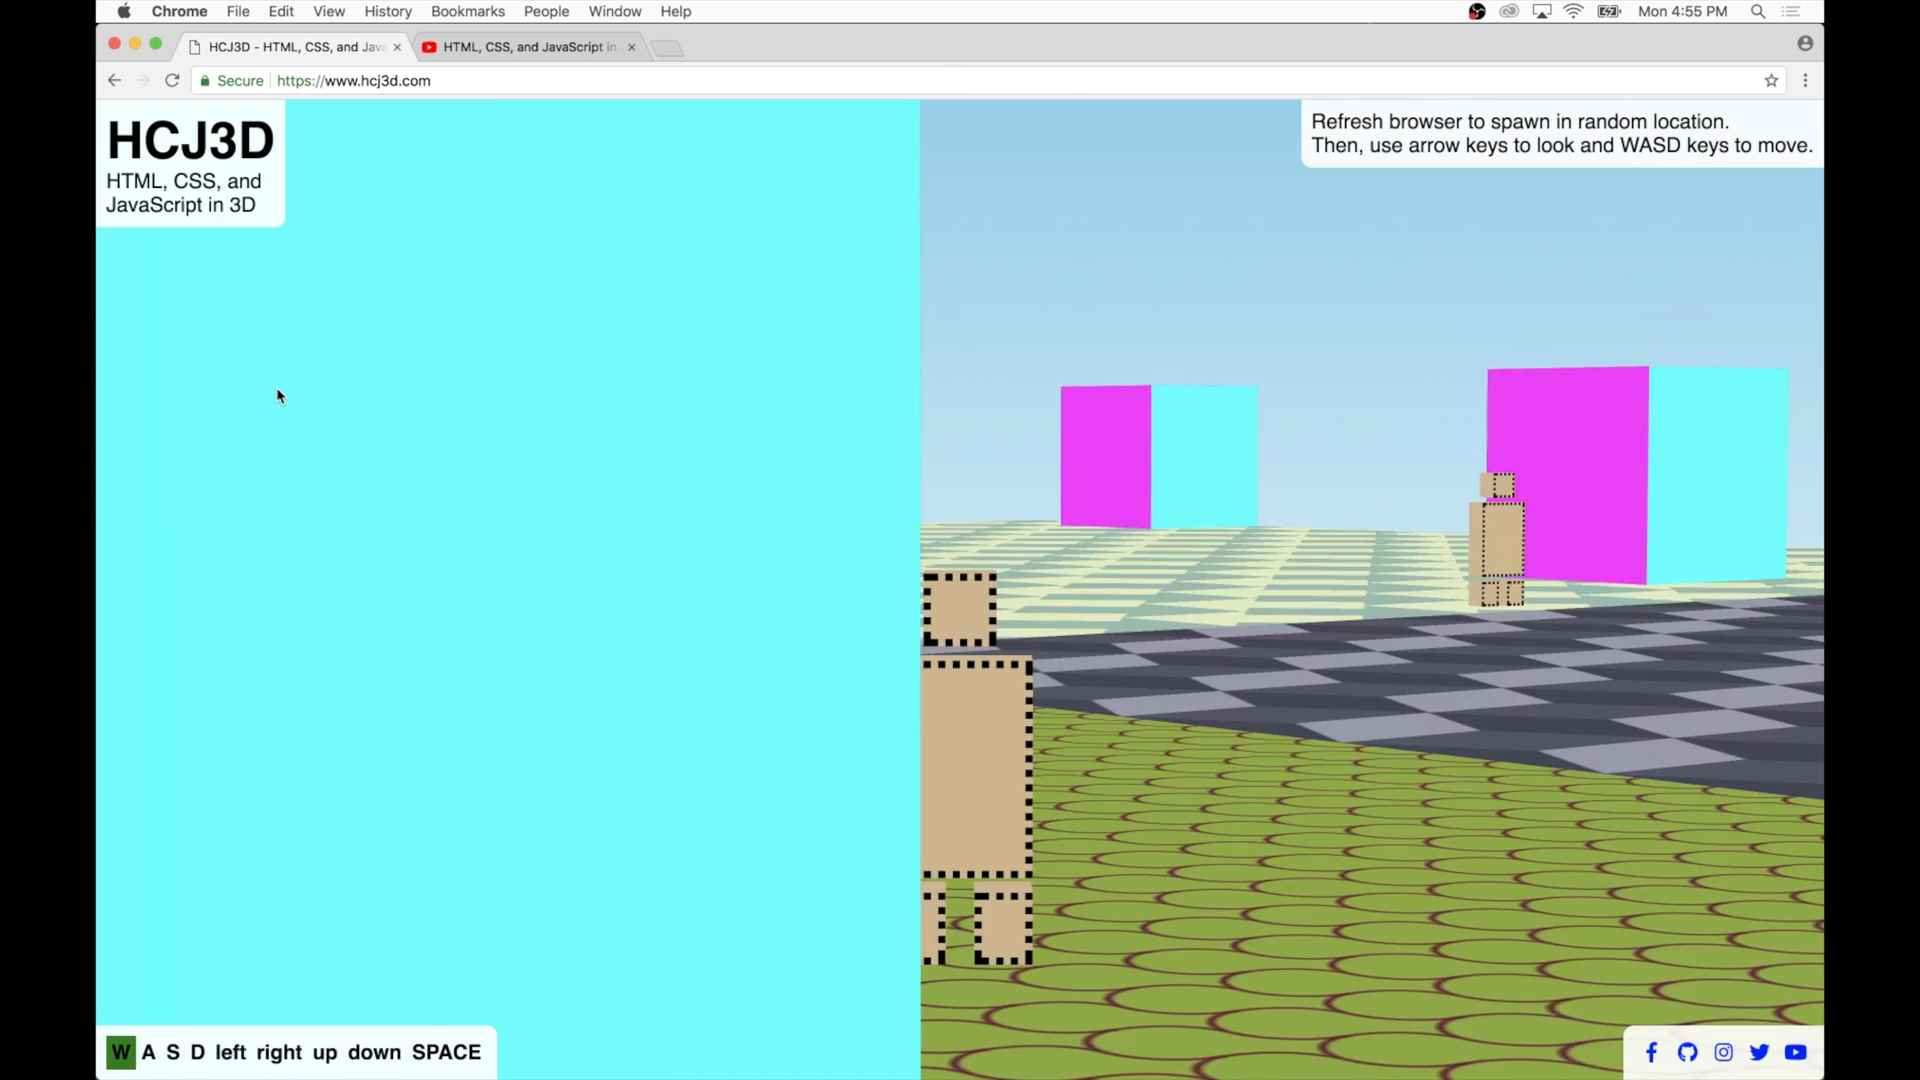 Chrome File Edit View History Bookmarks People Window Help Mon 4:55 PM
HCJ3D - HTML, CSS, and Java HTML, CSS, and JavaScript in
Secure https://www.hcj3d.com
HCJ3D
HTML, CSS, and
JavaScript in 3D
Refresh browser to spawn in random location.
Then, use arrow keys to look and WASD keys to move.
W A S D left right up down SPACE